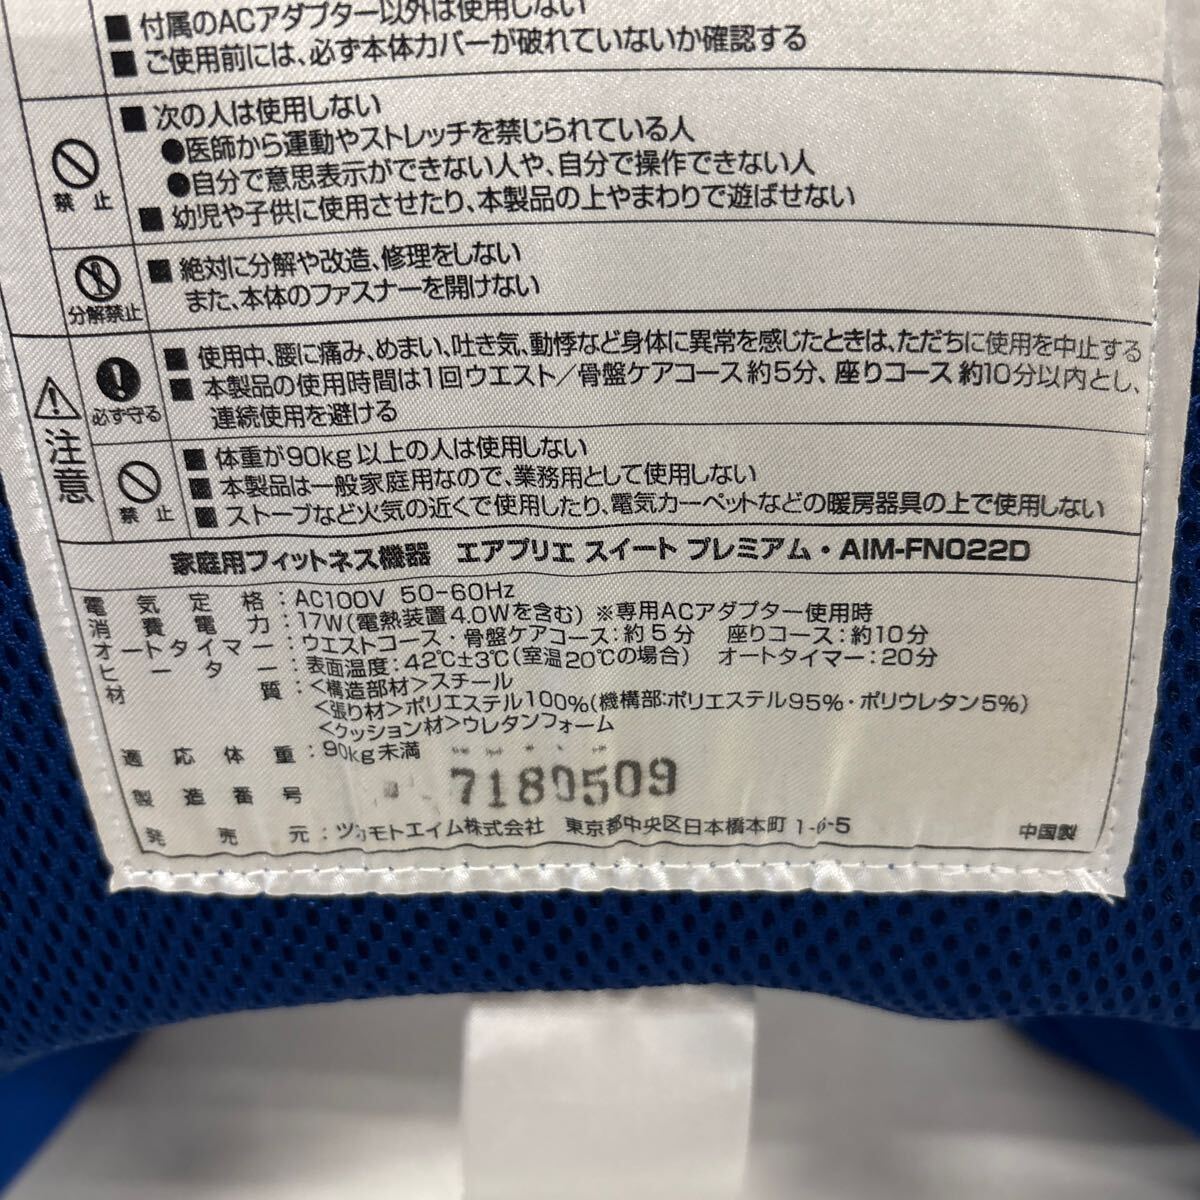 ■ 付属のACアダプター以外は使用しない
■ ご使用前には、必ず本体カバーが破れていないか確認する
禁止
■ 次の人は使用しない
●医師から運動やストレッチを禁じられている人
●自分で意思表示ができない人や、自分で操作できない人
■ 幼児や子供に使用させたり、本製品の上やまわりで遊ばせない
分解禁止
■ 絶対に分解や改造、修理をしない
また、本体のファスナーを開けない
注意
必ず守る
■ 使用中、腰に痛み、めまい、吐き気、動悸など身体に異常を感じたときは、ただちに使用を中止する
■ 本製品の使用時間は1回ウエスト／骨盤ケアコース約5分、座りコース約10分以内とし、
連続使用を避ける
禁止
■ 体重が90kg以上の人は使用しない
■ 本製品は一般家庭用なので、業務用として使用しない
■ ストーブなど火気の近くで使用したり、電気カーペットなどの暖房器具の上で使用しない
家庭用フィットネス機器 エアプリエ スイート プレミアム・AIM-FN022D
電気定格：AC100V 50-60Hz
消費電力：17W(電熱装置4.0Wを含む) ※専用ACアダプター使用時
オートタイマー：ウエストコース・骨盤ケアコース：約5分 座りコース：約10分
ヒーター：表面温度：42℃±3℃(室温20℃の場合) オートタイマー：20分
材質：<構造部材>スチール
<張り材>ポリエステル100%(機構部:ポリエステル95%・ポリウレタン5%)
<クッション材>ウレタンフォーム
適応体重：90kg未満
製造番号 7180509
発売元：ツカモトエイム株式会社 東京都中央区日本橋本町1-6-5 中国製